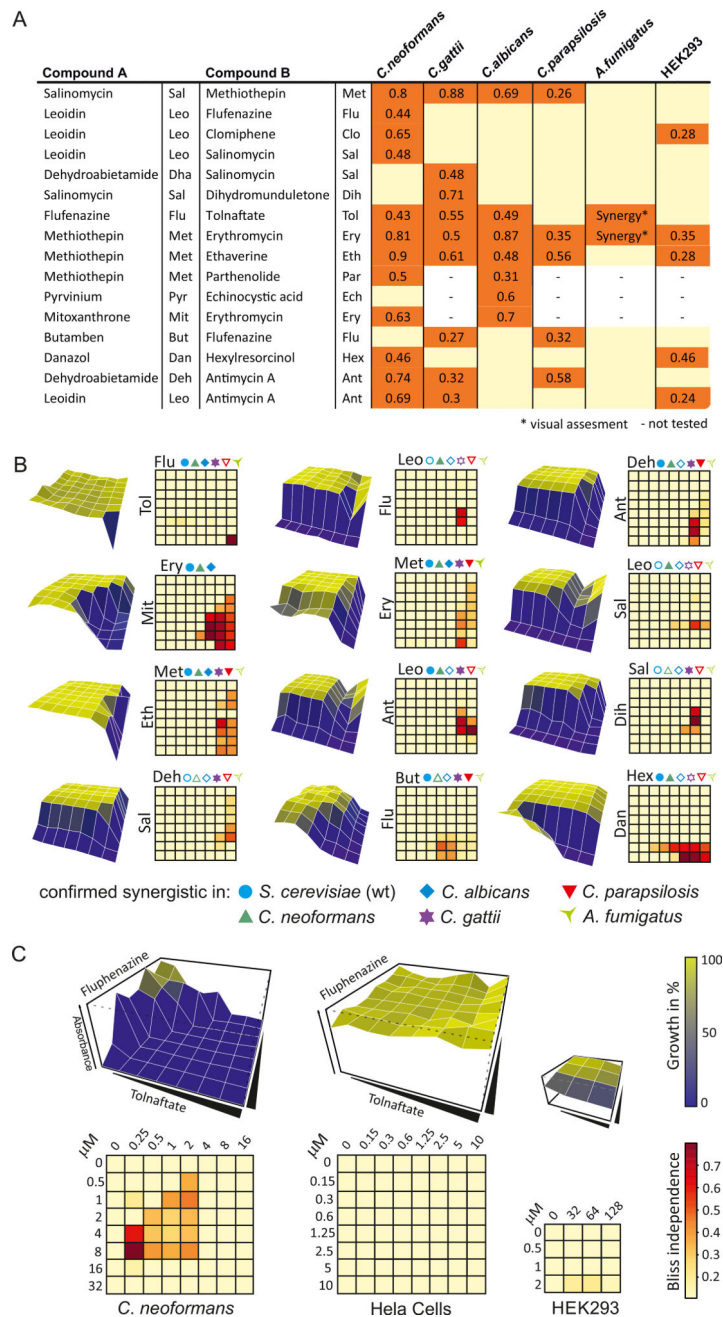 A
C.neoformans C.gattii C.albicans C.parapsilosis A.fumigatus HEK293
Compound A Compound B
Salinomycin Sal Methiothepin Met 0.8 0.88 0.69 0.26
Leoidin Leo Flufenazine Flu 0.44
Leoidin Leo Clomiphene Clo 0.65 0.28
Leoidin Leo Salinomycin Sal 0.48
Dehydroabietamide Dha Salinomycin Sal 0.48
Salinomycin Sal Dihydromunduletone Dih 0.71
Flufenazine Flu Tolnaftate Tol 0.43 0.55 0.49 Synergy*
Methiothepin Met Erythromycin Ery 0.81 0.5 0.87 0.35 Synergy* 0.35
Methiothepin Met Ethaverine Eth 0.9 0.61 0.48 0.56 0.28
Methiothepin Met Parthenolide Par 0.5 - 0.31 - - -
Pyrvinium Pyr Echinocystic acid Ech - 0.6 - - -
Mitoxanthrone Mit Erythromycin Ery 0.63 - 0.7 - - -
Butamben But Flufenazine Flu 0.27 0.32
Danazol Dan Hexylresorcinol Hex 0.46 0.46
Dehydroabietamide Deh Antimycin A Ant 0.74 0.32 0.58
Leoidin Leo Antimycin A Ant 0.69 0.3 0.24
* visual assesment - not tested
B
Flu Leo Deh
Tol Flu Ant
Ery Met Leo
Mit Ery Sal
Met Leo Sal
Eth Ant Dih
Deh But Hex
Sal Flu Dan
confirmed synergistic in: S. cerevisiae (wt) C. albicans C. parapsilosis
C. neoformans C. gattii A. fumigatus
C
Fluphenazine
Absorbance
Tolnaftate
Fluphenazine
Tolnaftate
Growth in %
100
50
0
µM 0 0.25 0.5 1 2 4 8 16
0
0.5
1
2
4
8
16
32
C. neoformans
µM 0 0.15 0.3 0.6 1.25 2.5 5 10
0
0.15
0.3
0.6
1.25
2.5
5
10
Hela Cells
µM 0 32 64 128
0
0.5
1
2
HEK293
Bliss independence
0.7
0.6
0.5
0.4
0.3
0.2